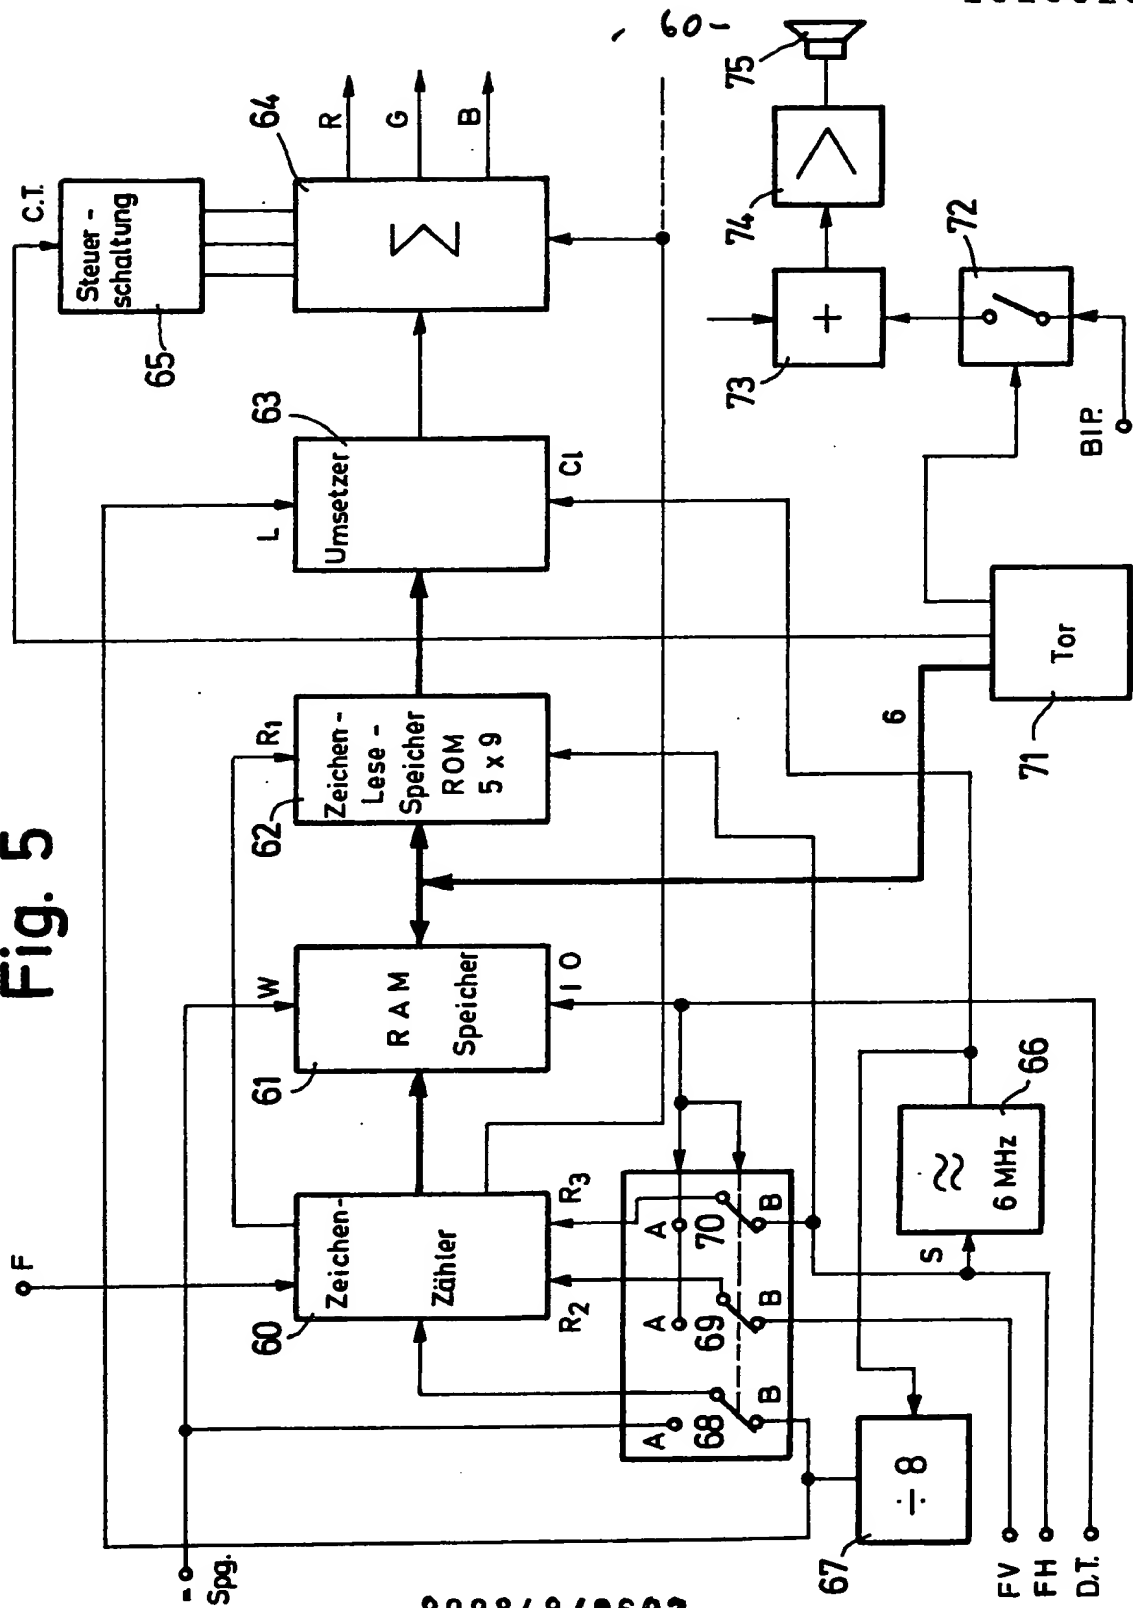 - 60 -
Fig. 5
F
= Spg.
60
Zeichen-
Zähler
R2
R3
61
W
RAM
Speicher
I O
62
R1
Zeichen-
Lese-
Speicher
ROM
5 x 9
63
L
Umsetzer
Cl
64
Σ
R
G
B
65
Steuer-
schaltung
C.T.
A
68
B
A
69
B
A
70
B
67
÷ 8
66
≈
6 MHz
S
FV
FH
D.T.
6
71
Tor
72
BIP.
73
+
74
75